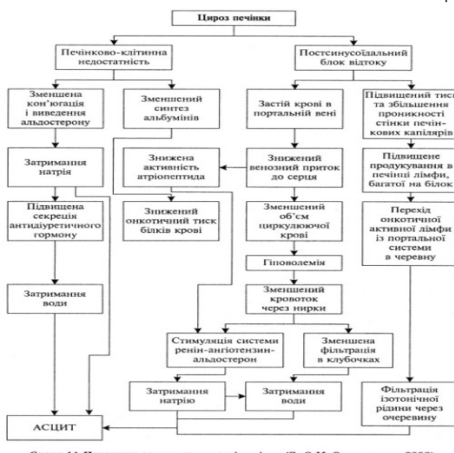 Цироз печінки
Печінково-клітинна
недостатність
Постсинусоїдальний
блок відтоку
Зменшена
кон'югація
і виведення
альдостерону
Зменшений
синтез
альбумінів
Застій крові в
портальній вені
Підвищений тиск
та збільшення
проникності
стінки печін-
кових капілярів
Затримання
натрія
Знижена
активність
атріопептида
Знижений
венозний приток
до серця
Підвищене
продукування в
печінці лімфи,
багатої на білок
Підвищена
секреція
антидіуретичного
гормону
Знижений
онкотичний тиск
білків крові
Зменшений
об'єм
циркулюючої
крові
Перехід
онкотичної
активної лімфи
із портальної
системи
в черевну
Гіповолемія
Затримання
води
Зменшений
кровоток
через нирки
Стимуляція системи
ренін-ангіотензин-
альдостерон
Зменшена
фільтрація
в клубочках
Затримання
натрію
Затримання
води
Фільтрація
ізотонічної
рідини через
очеревину
АСЦИТ